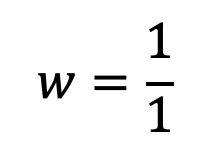 w = 1/1